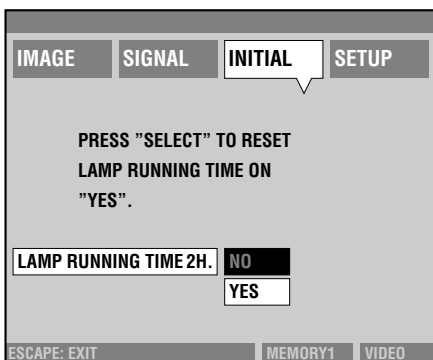 IMAGE SIGNAL INITIAL SETUP
PRESS ”SELECT” TO RESET
LAMP RUNNING TIME ON
”YES”.
LAMP RUNNING TIME 2H. NO
YES
ESCAPE: EXIT MEMORY1 VIDEO